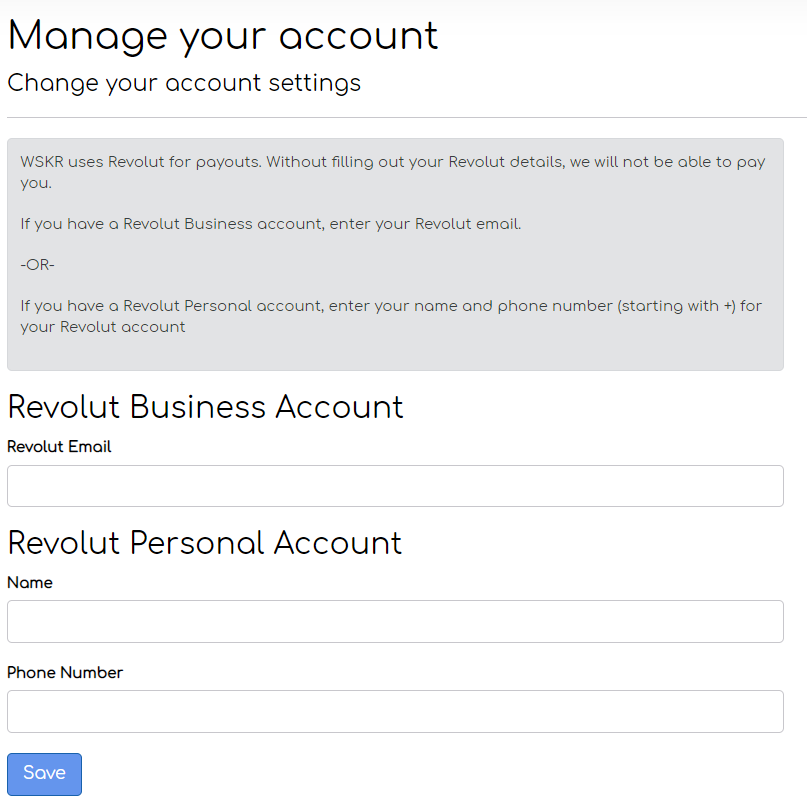 Manage your account
Change your account settings
WSKR uses Revolut for payouts. Without filling out your Revolut details, we will not be able to pay
you.
If you have a Revolut Business account, enter your Revolut email.
-OR-
If you have a Revolut Personal account, enter your name and phone number (starting with +) for
your Revolut account
Revolut Business Account
Revolut Email
Revolut Personal Account
Name
Phone Number
Save